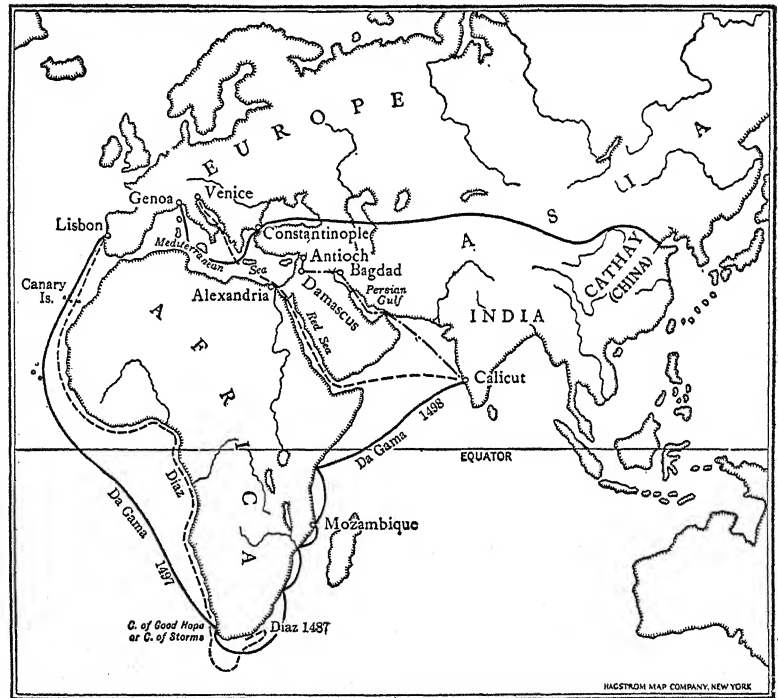 EUROPE
ASIA
Genoa
Venice
Lisbon
Constantinople
Mediterranean
Sea
Antioch
Bagdad
CATHAY
(CHINA)
Canary
Is.
Alexandria
Damascus
Persian
Gulf
INDIA
Red Sea
AFRICA
Calicut
Da Gama 1498
EQUATOR
Diaz
Da Gama 1497
Mozambique
C. of Good Hope
or C. of Storms
Diaz 1487
HAGSTROM MAP COMPANY, NEW YORK